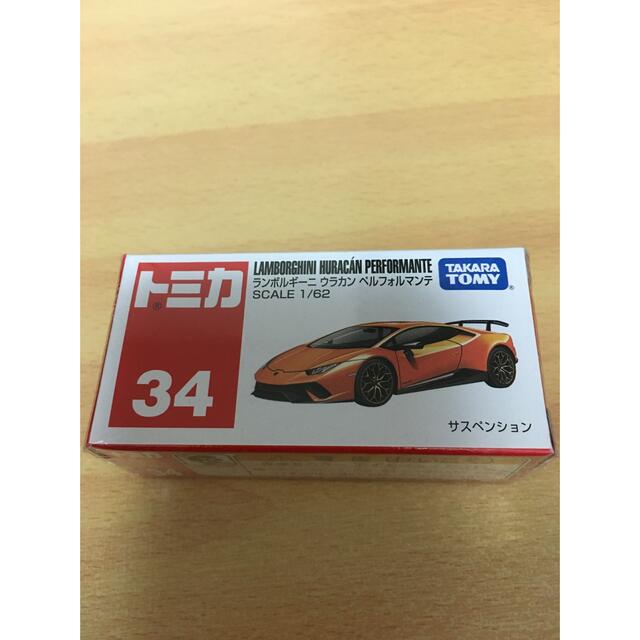 トミカ
34
LAMBORGHINI HURACÁN PERFORMANTE
ランボルギーニ ウラカン ペルフォルマンテ
SCALE 1/62
TAKARA
TOMY
サスペンション